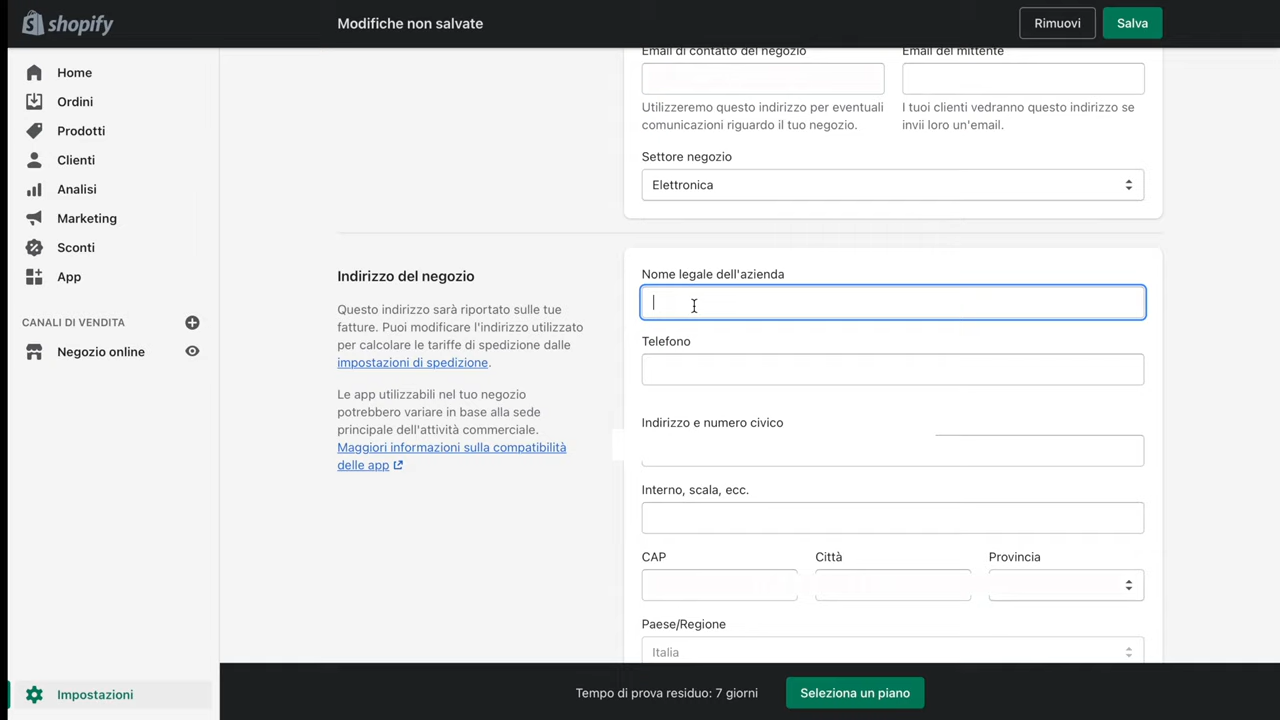 shopify
Modifiche non salvate
Rimuovi
Salva
Home
Ordini
Prodotti
Clienti
Analisi
Marketing
Sconti
App
CANALI DI VENDITA
Negozio online
Impostazioni
Email di contatto del negozio
Email del mittente
Utilizzeremo questo indirizzo per eventuali
comunicazioni riguardo il tuo negozio.
I tuoi clienti vedranno questo indirizzo se
invii loro un'email.
Settore negozio
Elettronica
Indirizzo del negozio
Questo indirizzo sarà riportato sulle tue
fatture. Puoi modificare l'indirizzo utilizzato
per calcolare le tariffe di spedizione dalle
impostazioni di spedizione.
Le app utilizzabili nel tuo negozio
potrebbero variare in base alla sede
principale dell'attività commerciale.
Maggiori informazioni sulla compatibilità
delle app
Nome legale dell'azienda
Telefono
Indirizzo e numero civico
Interno, scala, ecc.
CAP
Città
Provincia
Paese/Regione
Italia
Tempo di prova residuo: 7 giorni
Seleziona un piano